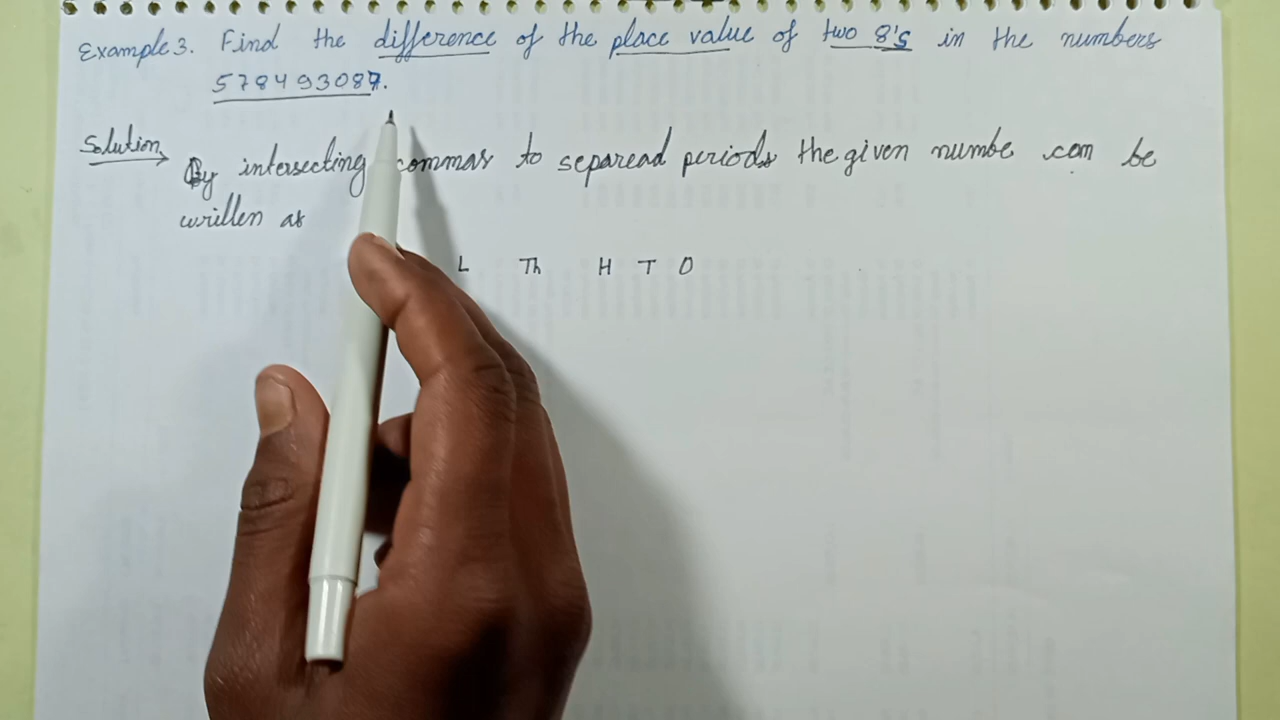 Example 3. Find the difference of the place value of two 8's in the numbers
578493087.
Solution
By intersecting commas to separead periods the given numbe can be
written as
L Th H T O